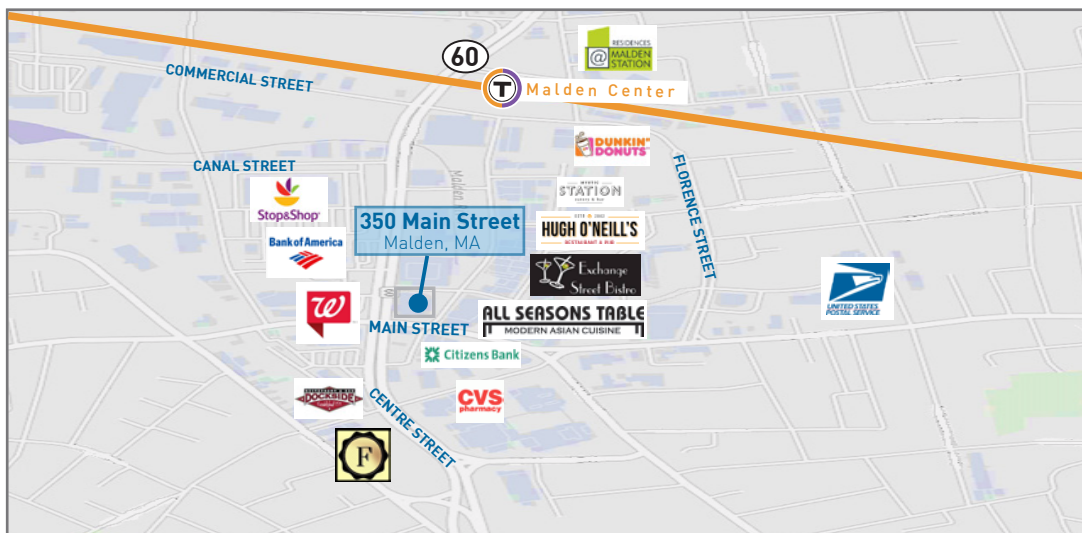 60
RESIDENCES
@ MALDEN
STATION
COMMERCIAL STREET
T Malden Center
DUNKIN'
DONUTS
CANAL STREET
FLORENCE STREET
Stop&Shop
Malden
STATION
350 Main Street
Malden, MA
HUGH O'NEILL'S
RESTAURANT & PUB
Bank of America
Exchange
Street Bistro
UNITED STATES
POSTAL SERVICE
W
MAIN STREET
ALL SEASONS TABLE
MODERN ASIAN CUISINE
Citizens Bank
DOCKSIDE
CENTRE STREET
CVS
pharmacy
F